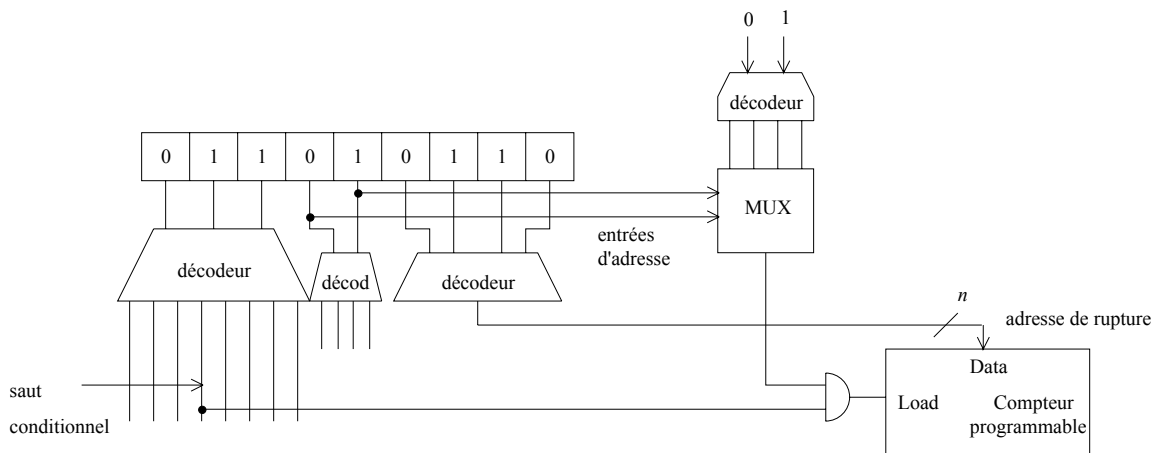 0 1
décodeur
0 1 1 0 1 0 1 1 0
MUX
entrées
d'adresse
décodeur
décod
décodeur
n
adresse de rupture
saut
conditionnel
Data
Load
Compteur
programmable